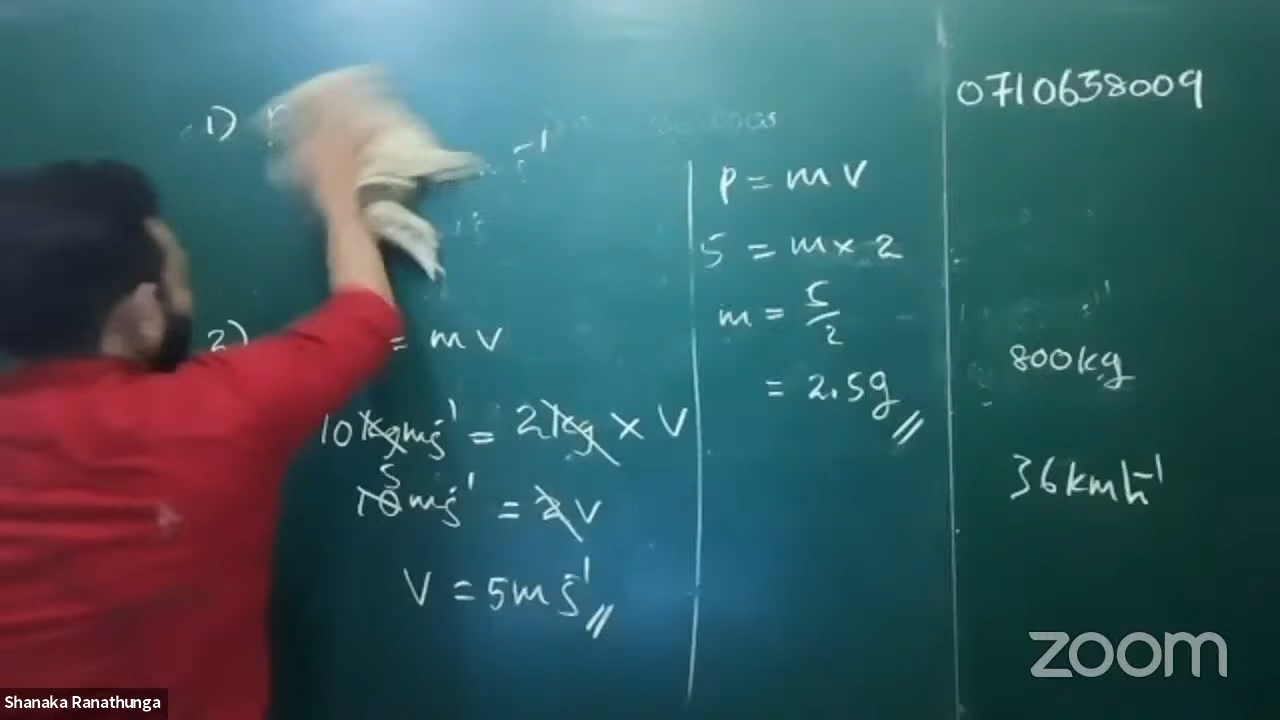 1)
2) = mV
10kgms⁻¹ = 2kg × V
5
10ms⁻¹ = 2V
V = 5ms⁻¹
P = mV
5 = m × 2
m = 5/2
= 2.5g
0710638009
800kg
36kmh⁻¹
zoom
Shanaka Ranathunga